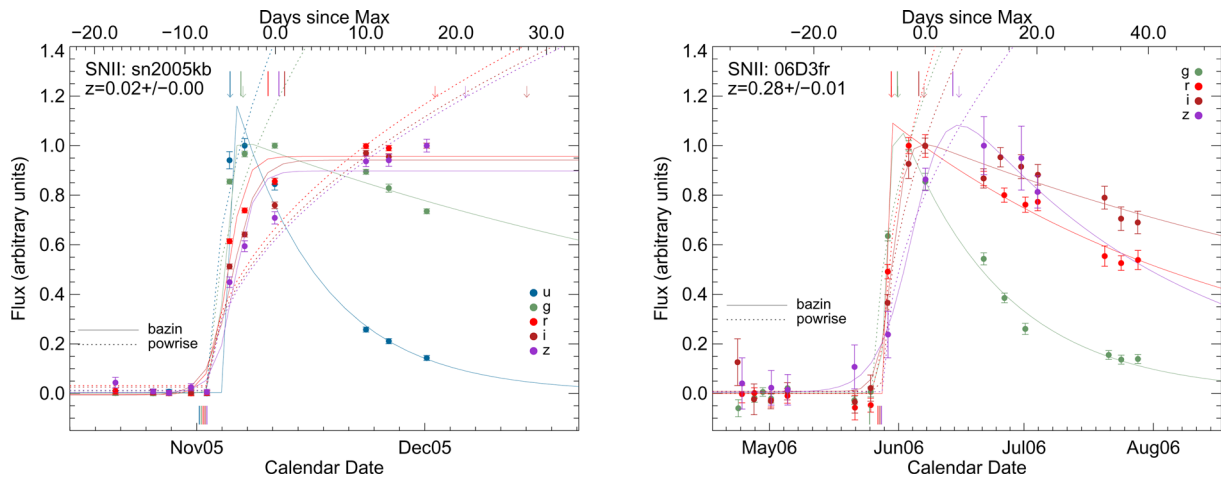 Days since Max
−20.0 −10.0 0.0 10.0 20.0 30.0
SNII: sn2005kb
z=0.02+/−0.00
1.4
1.2
1.0
0.8
0.6
0.4
0.2
0.0
Flux (arbitrary units)
bazin
powrise
u
g
r
i
z
Nov05 Dec05
Calendar Date
Days since Max
−20.0 0.0 20.0 40.0
SNII: 06D3fr
z=0.28+/−0.01
g
r
i
z
1.4
1.2
1.0
0.8
0.6
0.4
0.2
0.0
Flux (arbitrary units)
bazin
powrise
May06 Jun06 Jul06 Aug06
Calendar Date